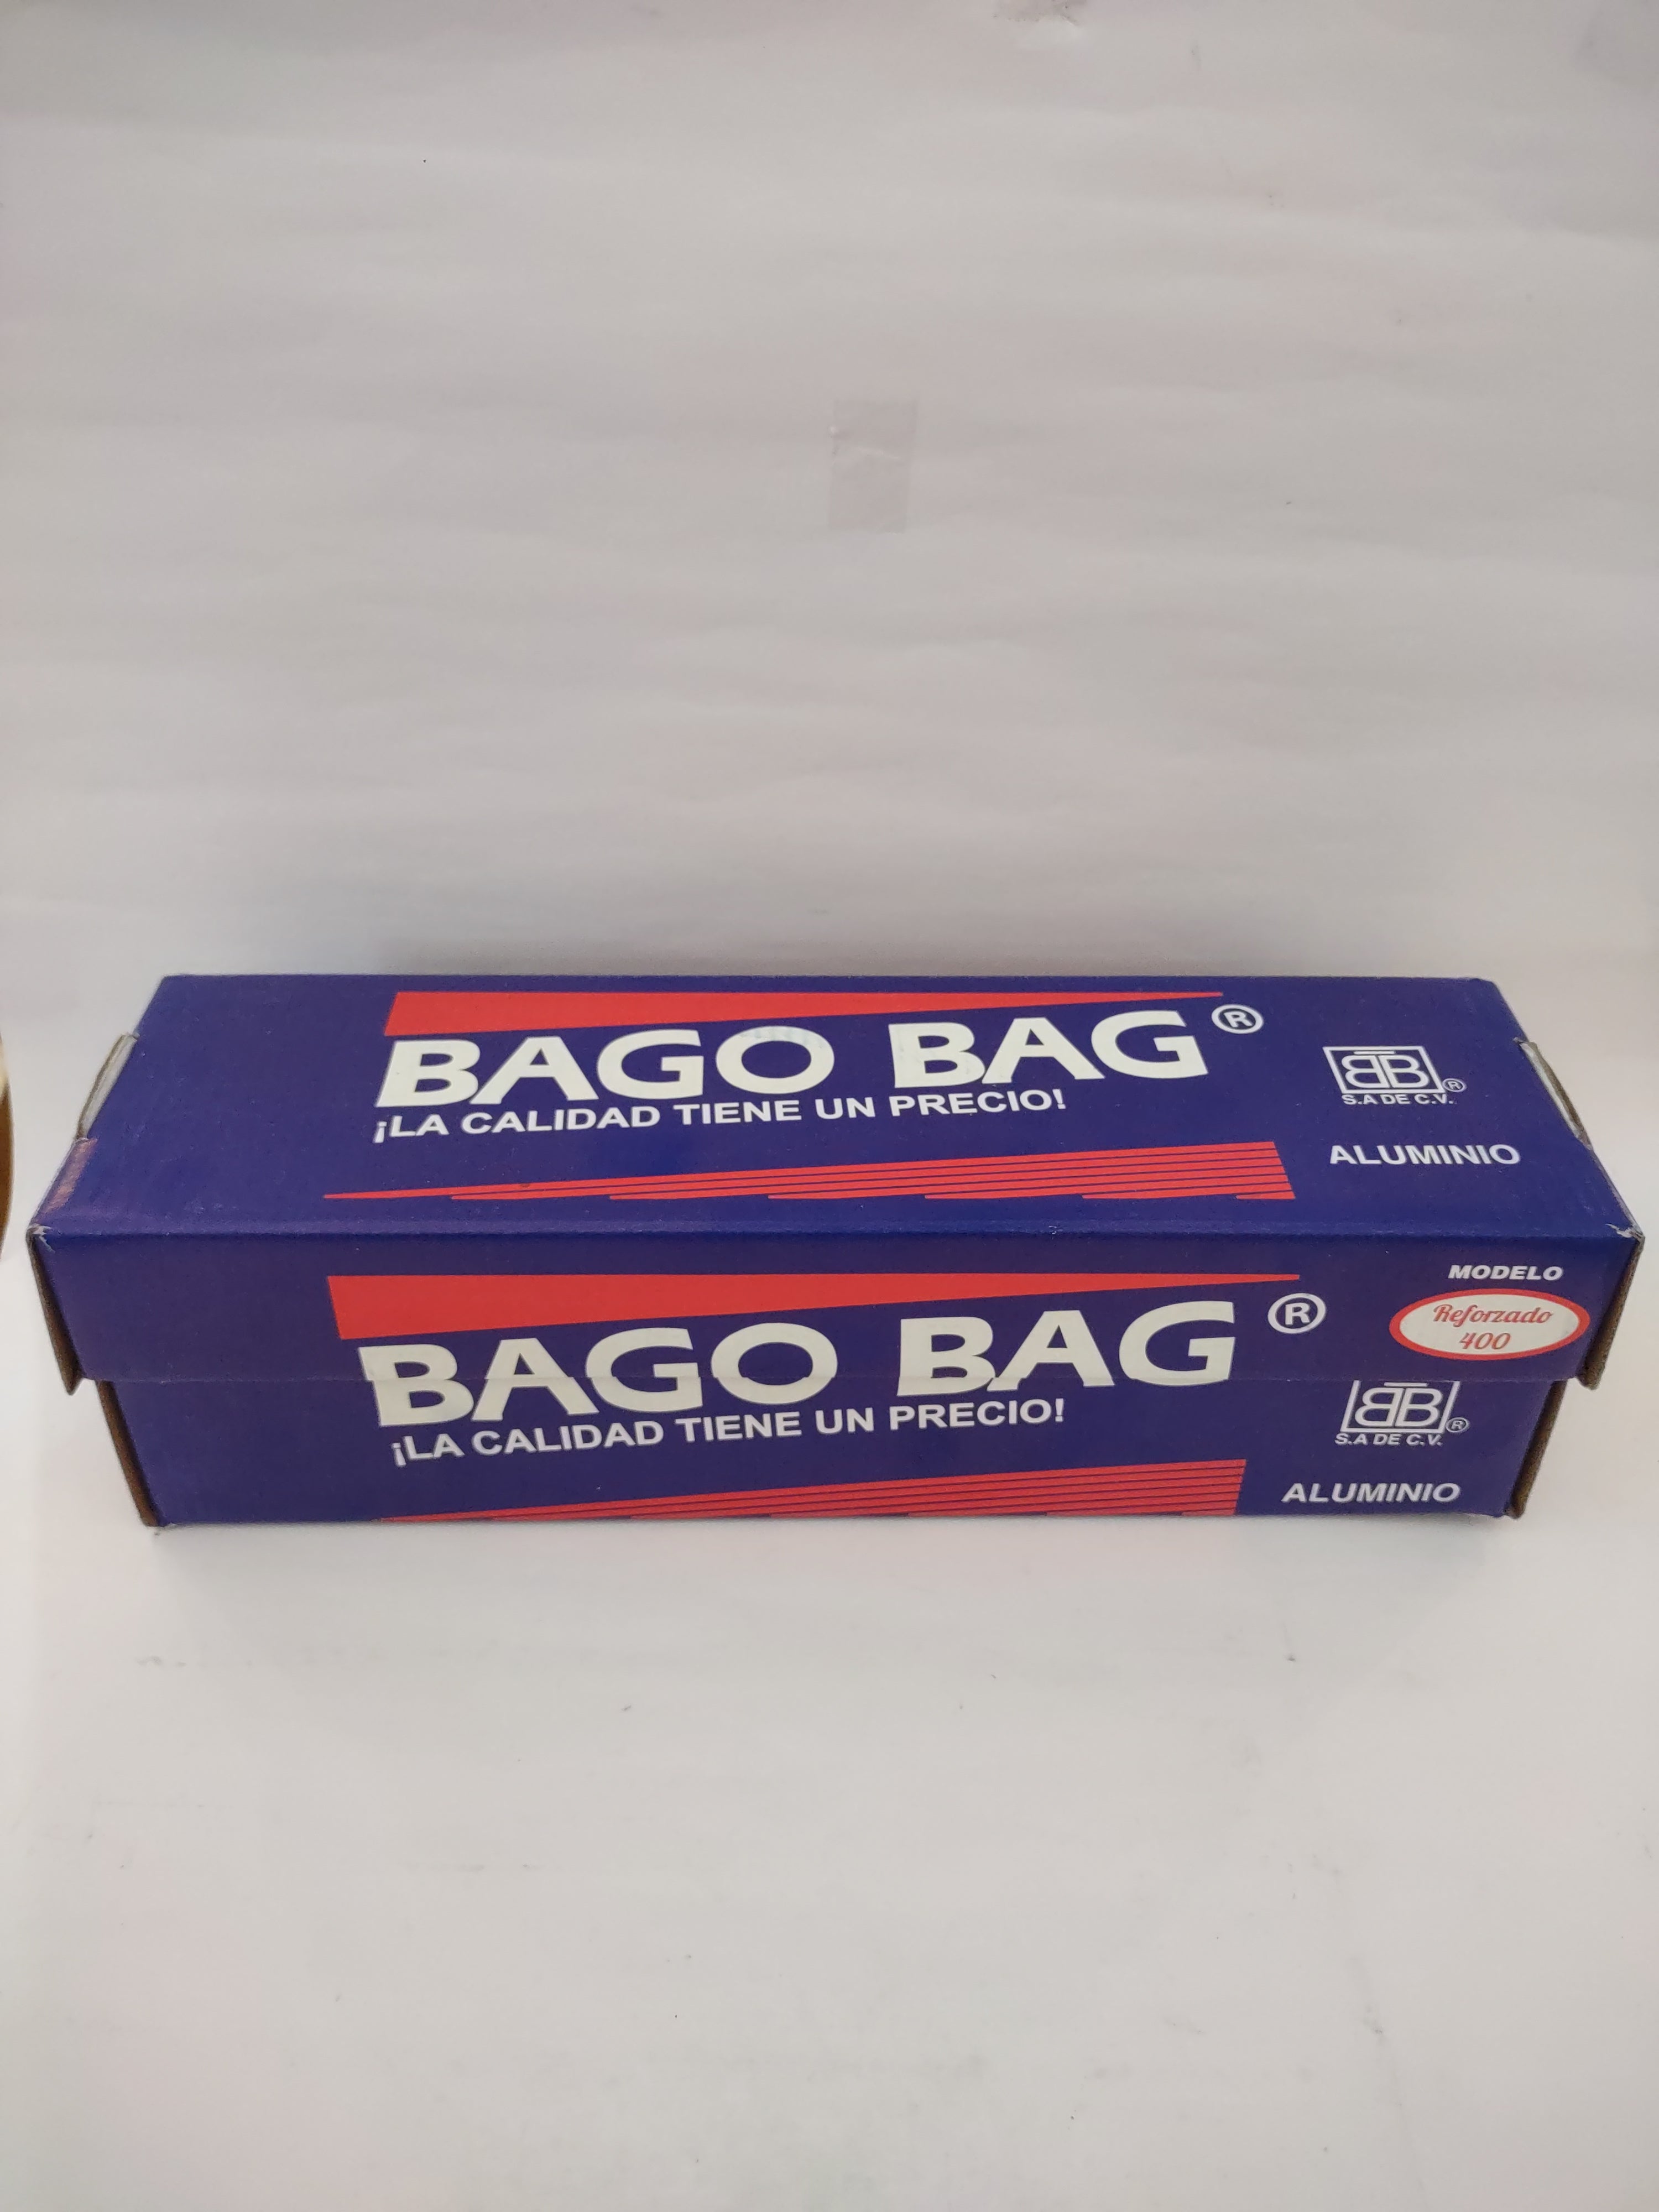 BAGO BAG®
¡LA CALIDAD TIENE UN PRECIO!
BB®
S.A DE C.V.
ALUMINIO
MODELO
Reforzado
400
BAGO BAG®
¡LA CALIDAD TIENE UN PRECIO!
BB®
S.A DE C.V.
ALUMINIO